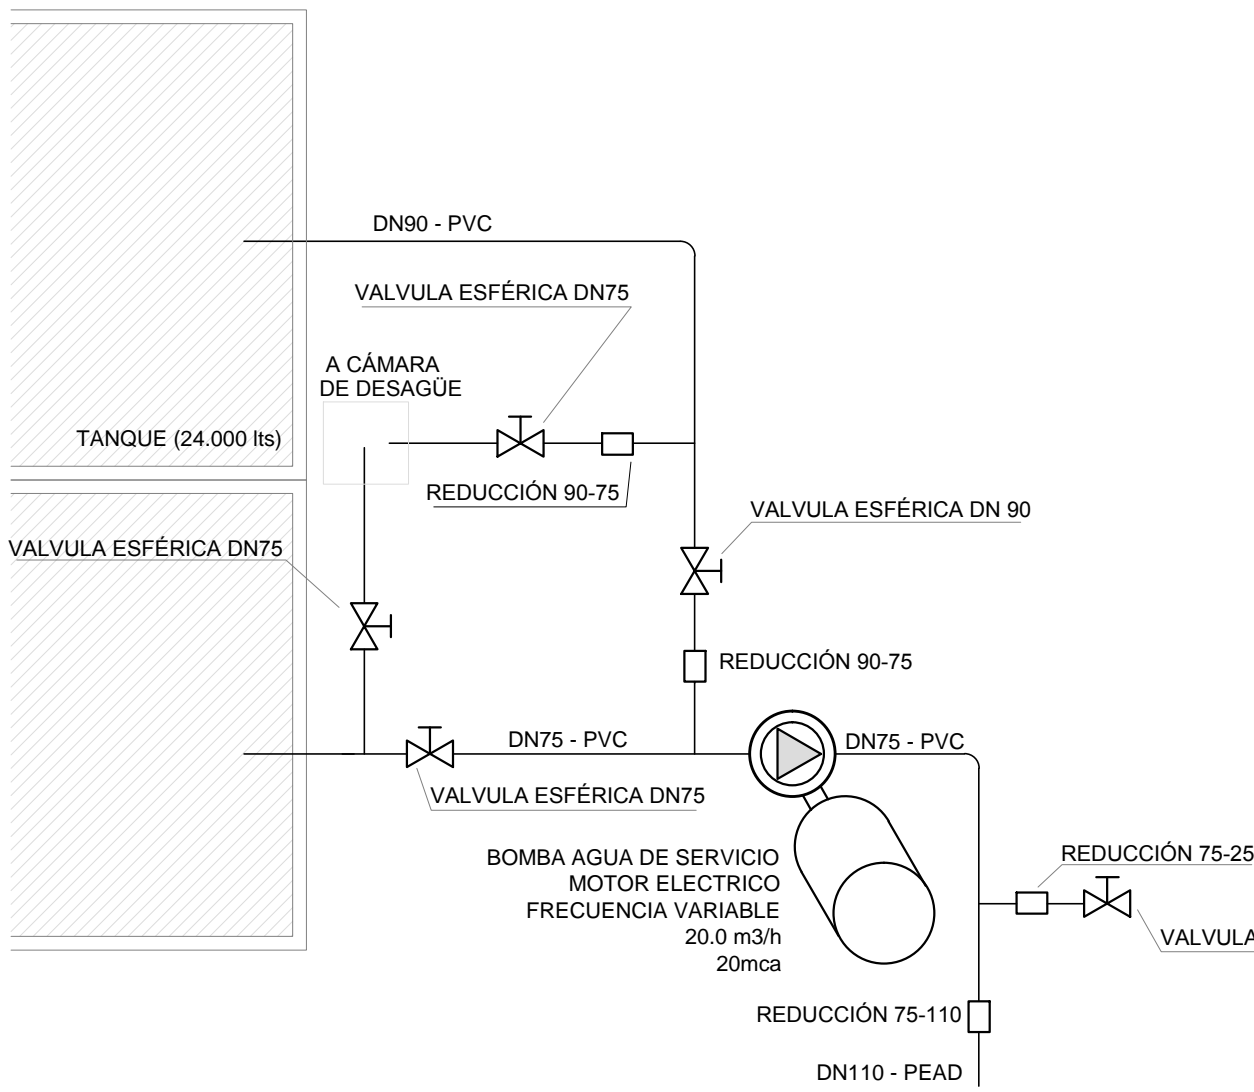 DN90 - PVC
VALVULA ESFÉRICA DN75
A CÁMARA
DE DESAGÜE
TANQUE (24.000 lts)
REDUCCIÓN 90-75
VALVULA ESFÉRICA DN 90
VALVULA ESFÉRICA DN75
REDUCCIÓN 90-75
DN75 - PVC
DN75 - PVC
VALVULA ESFÉRICA DN75
BOMBA AGUA DE SERVICIO
MOTOR ELECTRICO
FRECUENCIA VARIABLE
20.0 m3/h
20mca
REDUCCIÓN 75-25
VALVULA
REDUCCIÓN 75-110
DN110 - PEAD